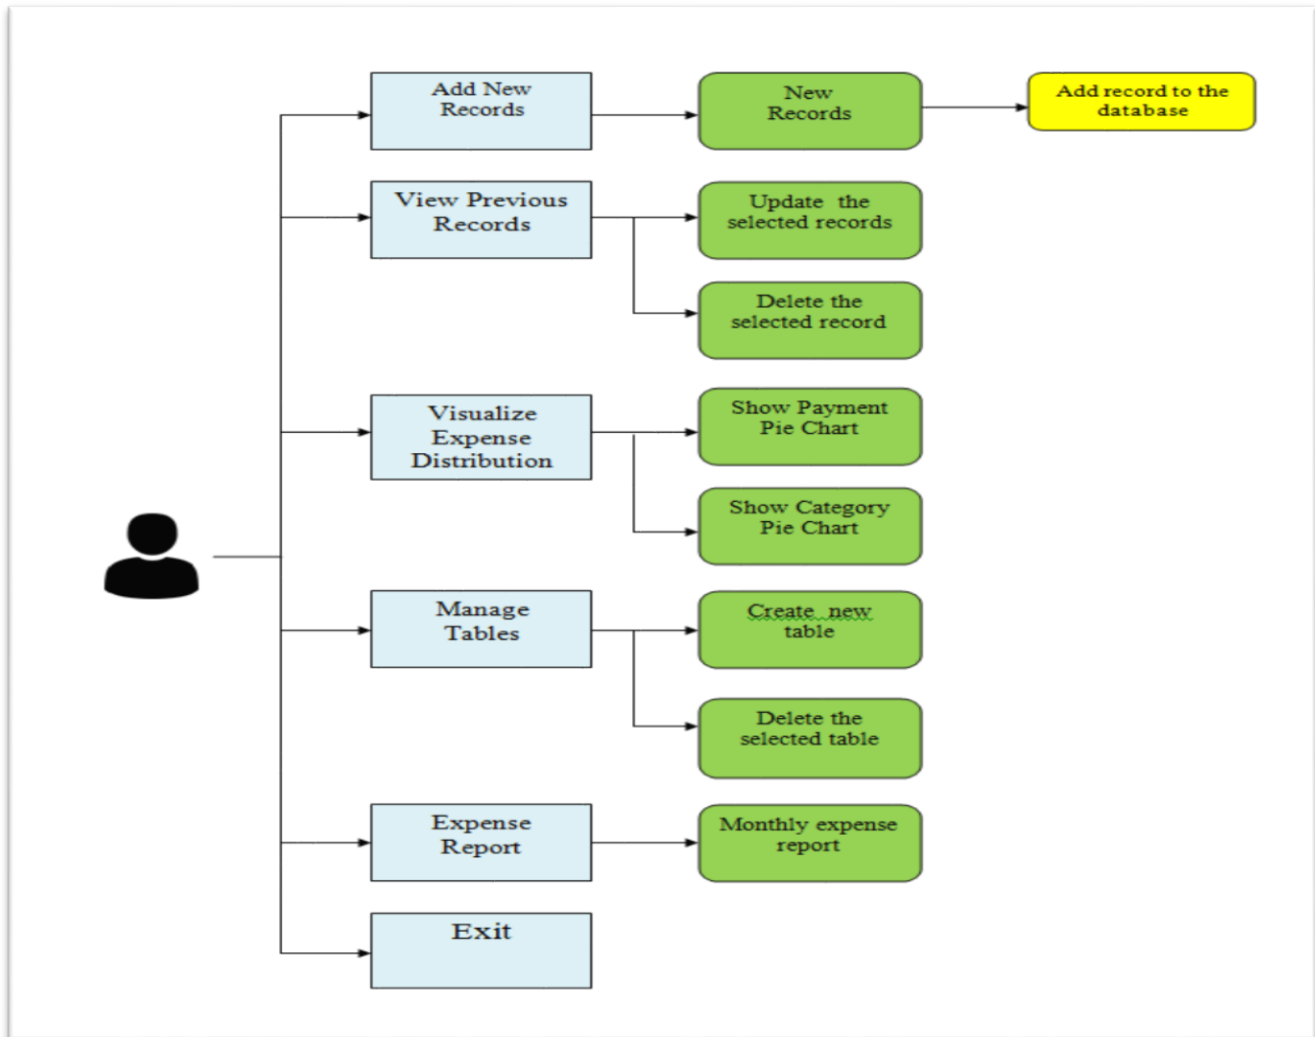 Add New
Records
New
Records
Add record to the
database
View Previous
Records
Update the
selected records
Delete the
selected record
Visualize
Expense
Distribution
Show Payment
Pie Chart
Show Category
Pie Chart
Manage
Tables
Create new
table
Delete the
selected table
Expense
Report
Monthly expense
report
Exit